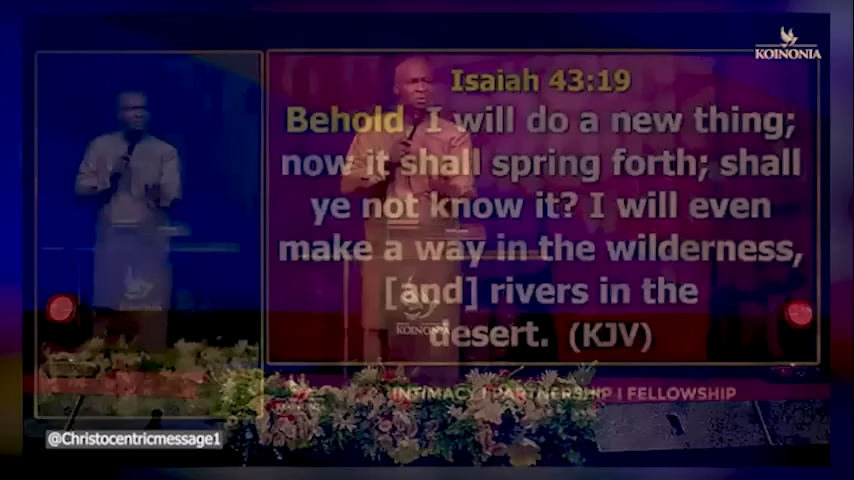 KOINONIA
Isaiah 43:19
Behold I will do a new thing;
now it shall spring forth; shall
ye not know it? I will even
make a way in the wilderness,
[and] rivers in the
desert. (KJV)
KOINONIA
INTIMACY I PARTNERSHIP I FELLOWSHIP
@Christocentricmessage1